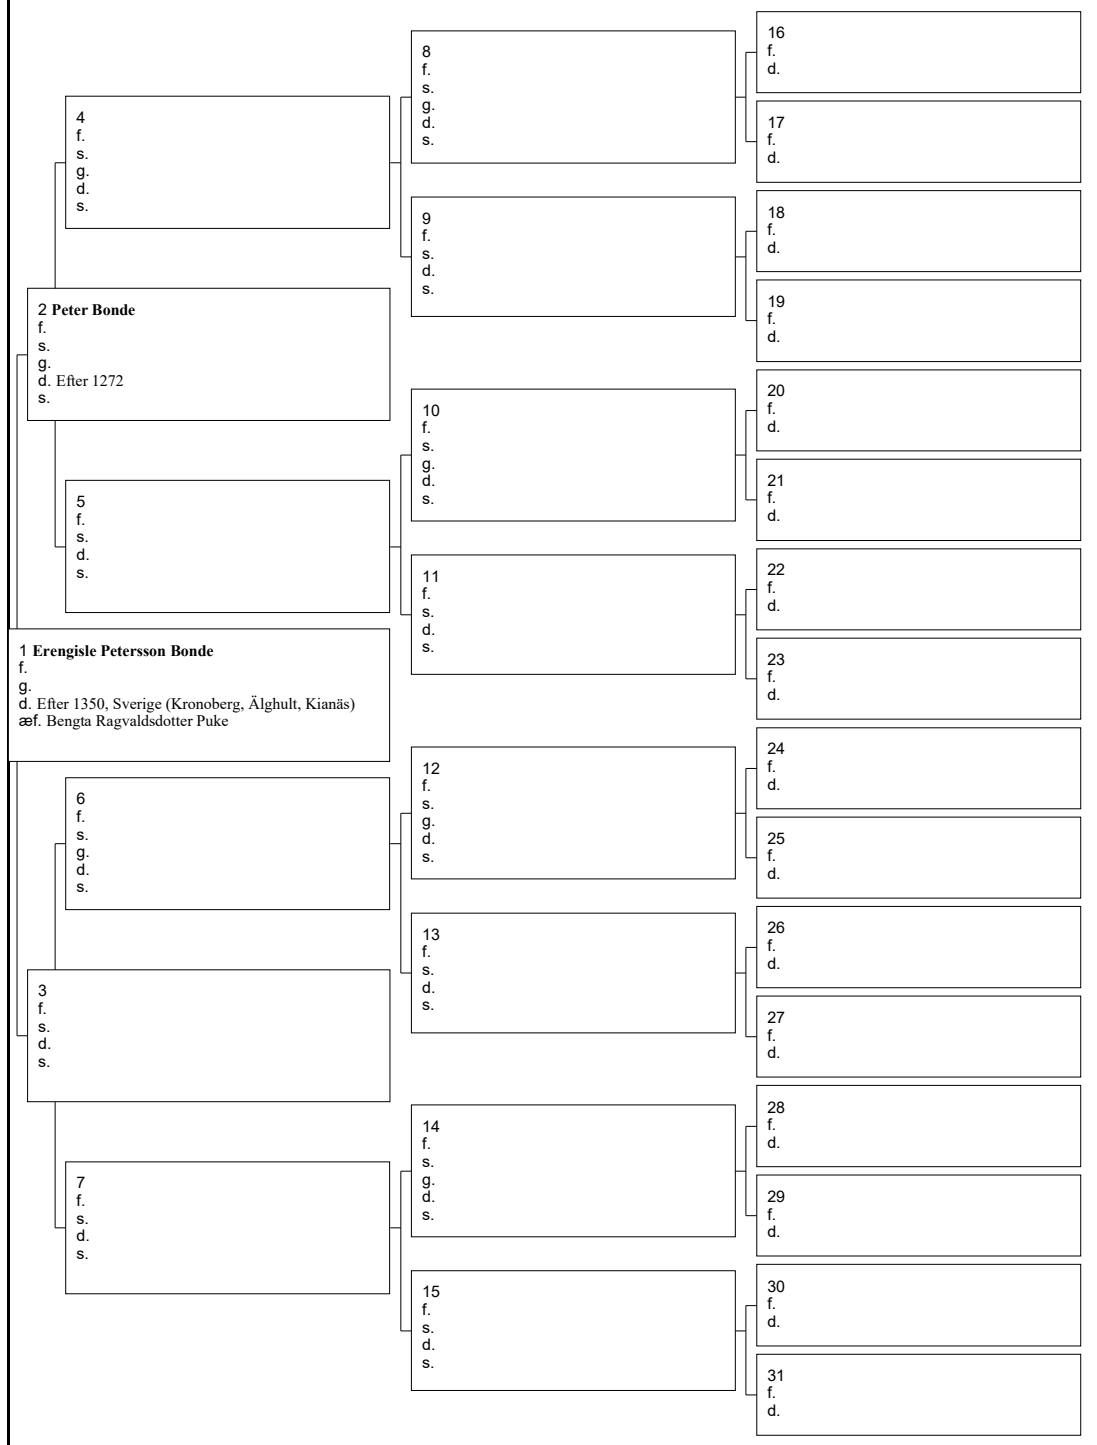 16
f.
d.
8
f.
s.
g.
d.
s.
17
f.
d.
4
f.
s.
g.
d.
s.
18
f.
d.
9
f.
s.
d.
s.
19
f.
d.
2 Peter Bonde
f.
s.
g.
d. Efter 1272
s.
20
f.
d.
10
f.
s.
g.
d.
s.
21
f.
d.
5
f.
s.
d.
s.
22
f.
d.
11
f.
s.
d.
s.
23
f.
d.
1 Erengisle Petersson Bonde
f.
g.
d. Efter 1350, Sverige (Kronoberg, Älghult, Kianäs)
æf. Bengta Ragvaldsdotter Puke
24
f.
d.
12
f.
s.
g.
d.
s.
25
f.
d.
6
f.
s.
g.
d.
s.
26
f.
d.
13
f.
s.
d.
s.
27
f.
d.
3
f.
s.
d.
s.
28
f.
d.
14
f.
s.
g.
d.
s.
29
f.
d.
7
f.
s.
d.
s.
30
f.
d.
15
f.
s.
d.
s.
31
f.
d.